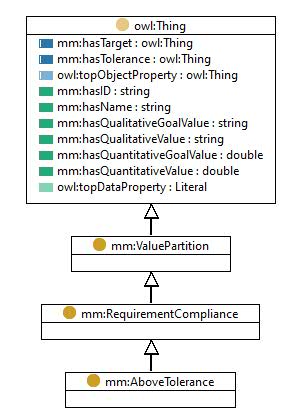 owl:Thing
mm:hasTarget : owl:Thing
mm:hasTolerance : owl:Thing
owl:topObjectProperty : owl:Thing
mm:hasID : string
mm:hasName : string
mm:hasQualitativeGoalValue : string
mm:hasQualitativeValue : string
mm:hasQuantitativeGoalValue : double
mm:hasQuantitativeValue : double
owl:topDataProperty : Literal
mm:ValuePartition
mm:RequirementCompliance
mm:AboveTolerance